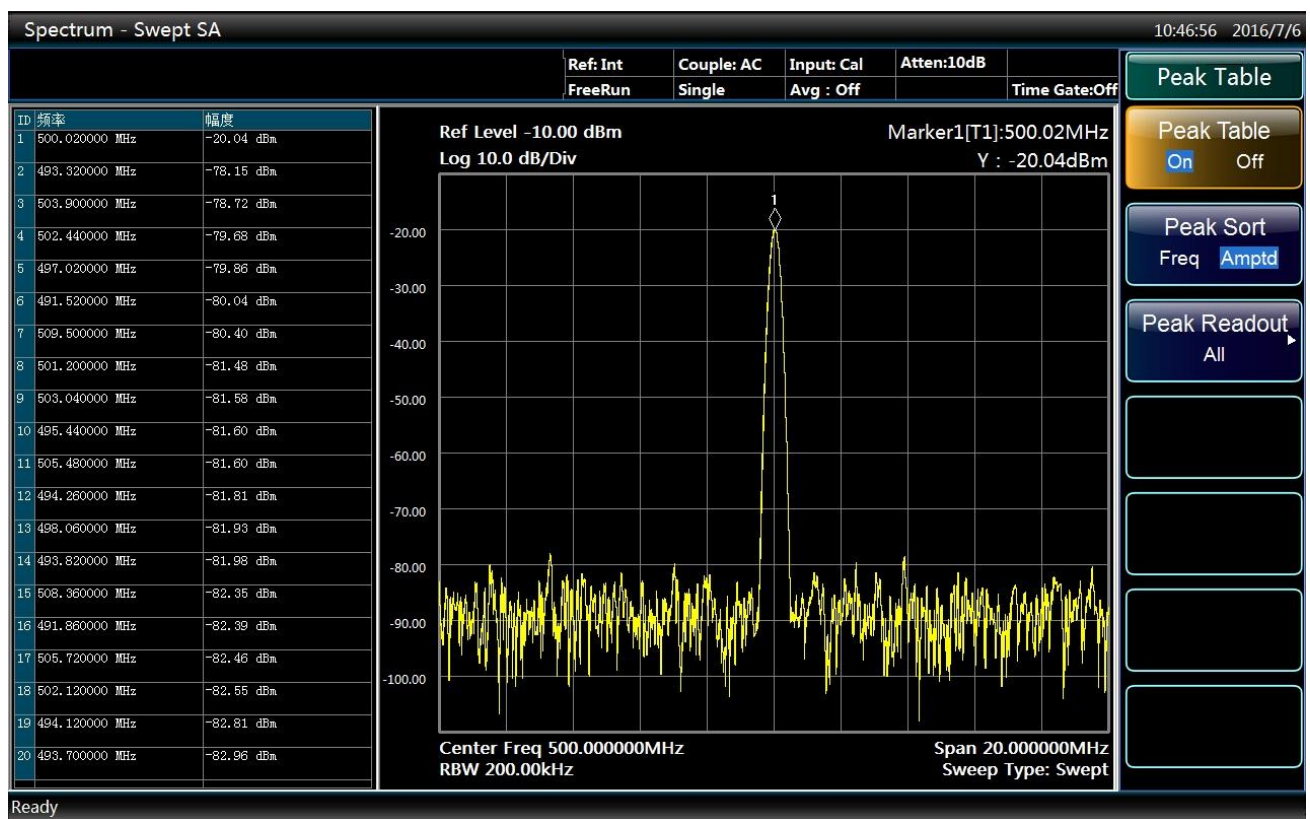 Spectrum - Swept SA
10:46:56 2016/7/6
Ref: Int Couple: AC Input: Cal Atten:10dB
FreeRun Single Avg : Off Time Gate:Off
ID 频率 幅度
1 500.020000 MHz -20.04 dBm
2 493.320000 MHz -78.15 dBm
3 503.900000 MHz -78.72 dBm
4 502.440000 MHz -79.68 dBm
5 497.020000 MHz -79.86 dBm
6 491.520000 MHz -80.04 dBm
7 509.500000 MHz -80.40 dBm
8 501.200000 MHz -81.48 dBm
9 503.040000 MHz -81.58 dBm
10 495.440000 MHz -81.60 dBm
11 505.480000 MHz -81.60 dBm
12 494.260000 MHz -81.81 dBm
13 498.060000 MHz -81.93 dBm
14 493.820000 MHz -81.98 dBm
15 508.360000 MHz -82.35 dBm
16 491.860000 MHz -82.39 dBm
17 505.720000 MHz -82.46 dBm
18 502.120000 MHz -82.55 dBm
19 494.120000 MHz -82.81 dBm
20 493.700000 MHz -82.96 dBm
Ref Level -10.00 dBm Marker1[T1]:500.02MHz
Log 10.0 dB/Div Y : -20.04dBm
1
-20.00
-30.00
-40.00
-50.00
-60.00
-70.00
-80.00
-90.00
-100.00
Center Freq 500.000000MHz Span 20.000000MHz
RBW 200.00kHz Sweep Type: Swept
Peak Table
Peak Table
On Off
Peak Sort
Freq Amptd
Peak Readout
All
Ready